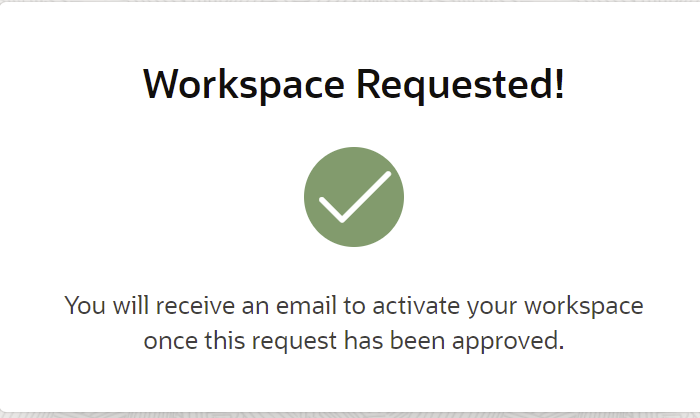 Workspace Requested!
You will receive an email to activate your workspace
once this request has been approved.